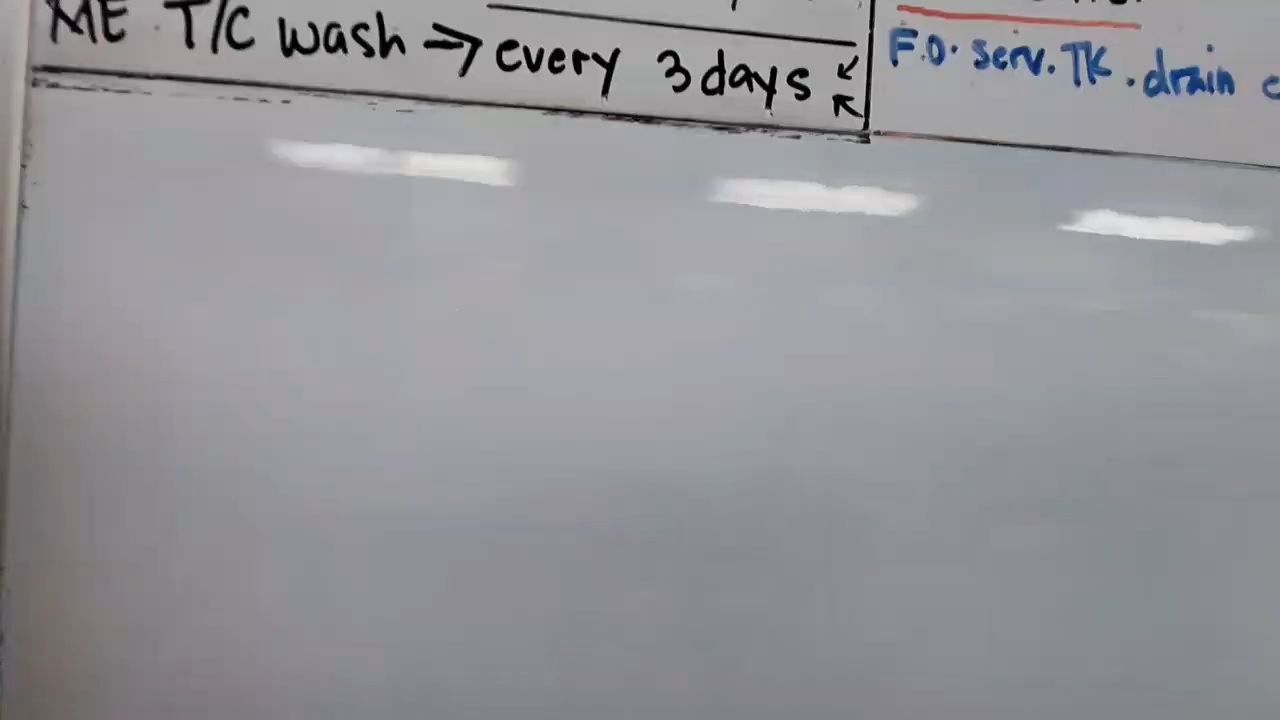 ME T/C wash → every 3 days
F.O. serv. TK. drain